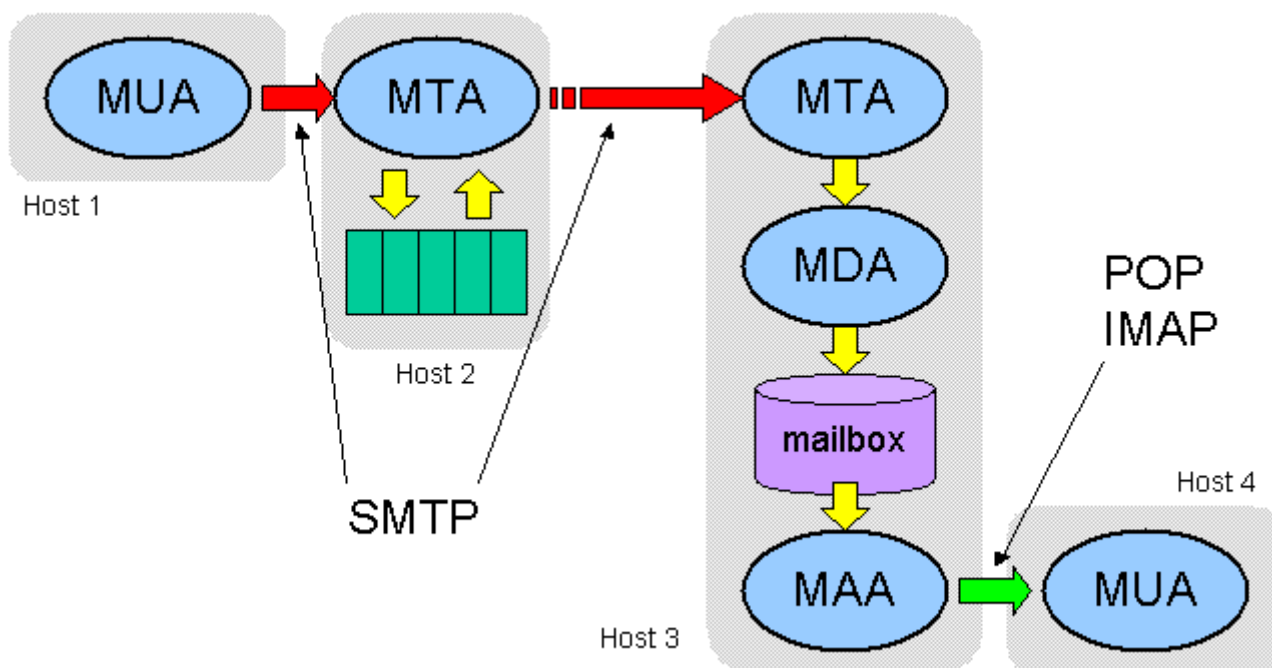 MUA
MTA
MTA
Host 1
MDA
POP
IMAP
Host 2
mailbox
Host 4
SMTP
MAA
MUA
Host 3